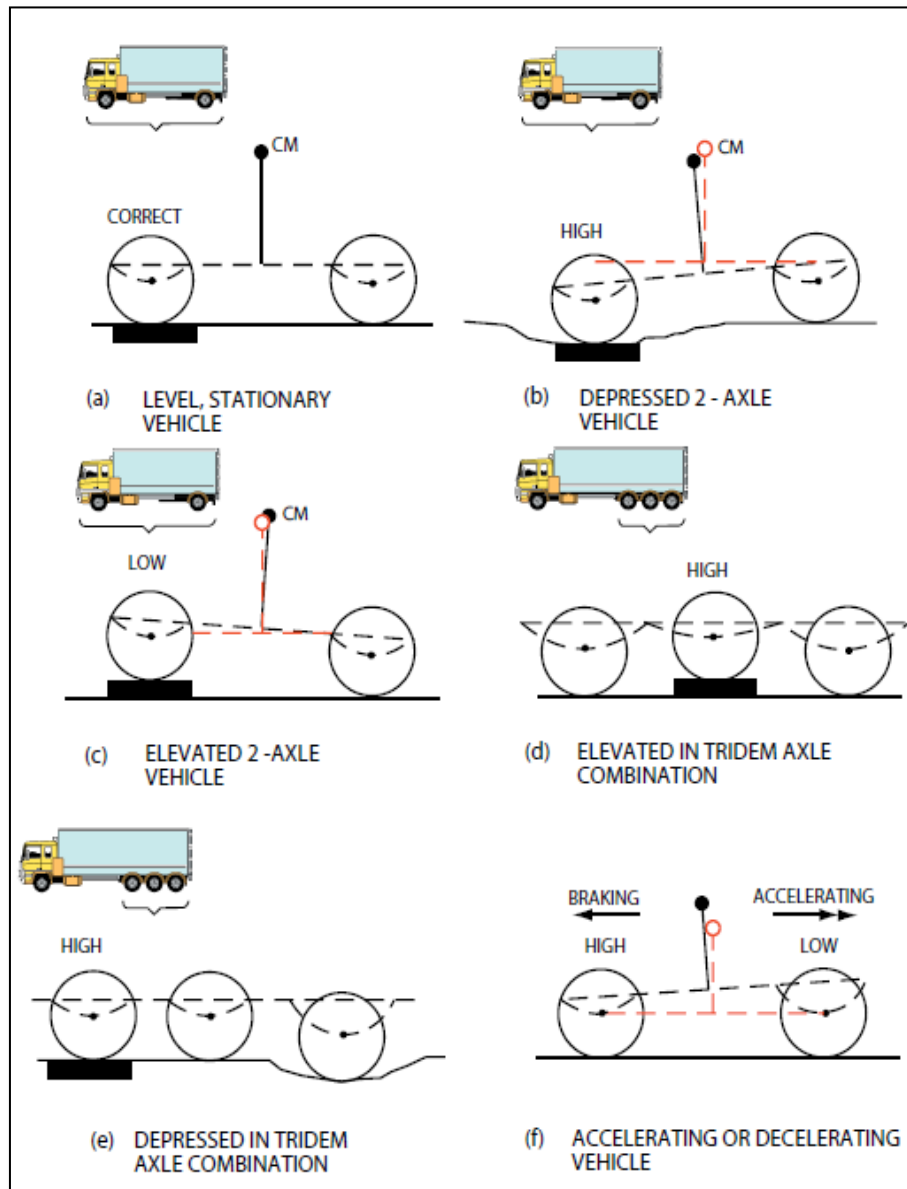 CM
CORRECT
(a) LEVEL, STATIONARY
VEHICLE
CM
HIGH
(b) DEPRESSED 2 - AXLE
VEHICLE
CM
LOW
(c) ELEVATED 2 -AXLE
VEHICLE
HIGH
(d) ELEVATED IN TRIDEM AXLE
COMBINATION
HIGH
(e) DEPRESSED IN TRIDEM
AXLE COMBINATION
BRAKING
ACCELERATING
HIGH
LOW
(f) ACCELERATING OR DECELERATING
VEHICLE